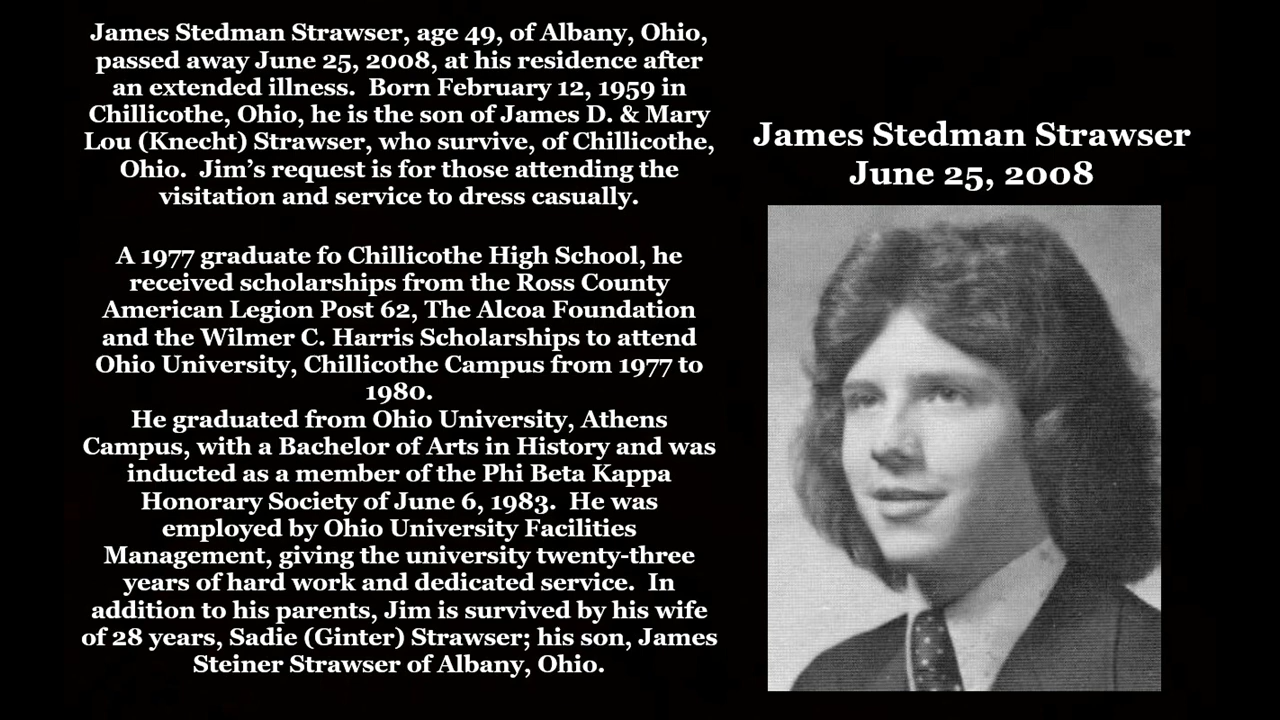 James Stedman Strawser, age 49, of Albany, Ohio,
passed away June 25, 2008, at his residence after
an extended illness.  Born February 12, 1959 in
Chillicothe, Ohio, he is the son of James D. & Mary
Lou (Knecht) Strawser, who survive, of Chillicothe,
Ohio.  Jim’s request is for those attending the
visitation and service to dress casually.
A 1977 graduate fo Chillicothe High School, he
received scholarships from the Ross County
American Legion Post 62, The Alcoa Foundation
and the Wilmer C. Harris Scholarships to attend
Ohio University, Chillicothe Campus from 1977 to
1980.
He graduated from Ohio University, Athens
Campus, with a Bachelor of Arts in History and was
inducted as a member of the Phi Beta Kappa
Honorary Society of June 6, 1983.  He was
employed by Ohio University Facilities
Management, giving the university twenty-three
years of hard work and dedicated service.  In
addition to his parents, Jim is survived by his wife
of 28 years, Sadie (Ginter) Strawser; his son, James
Steiner Strawser of Albany, Ohio.
James Stedman Strawser
June 25, 2008